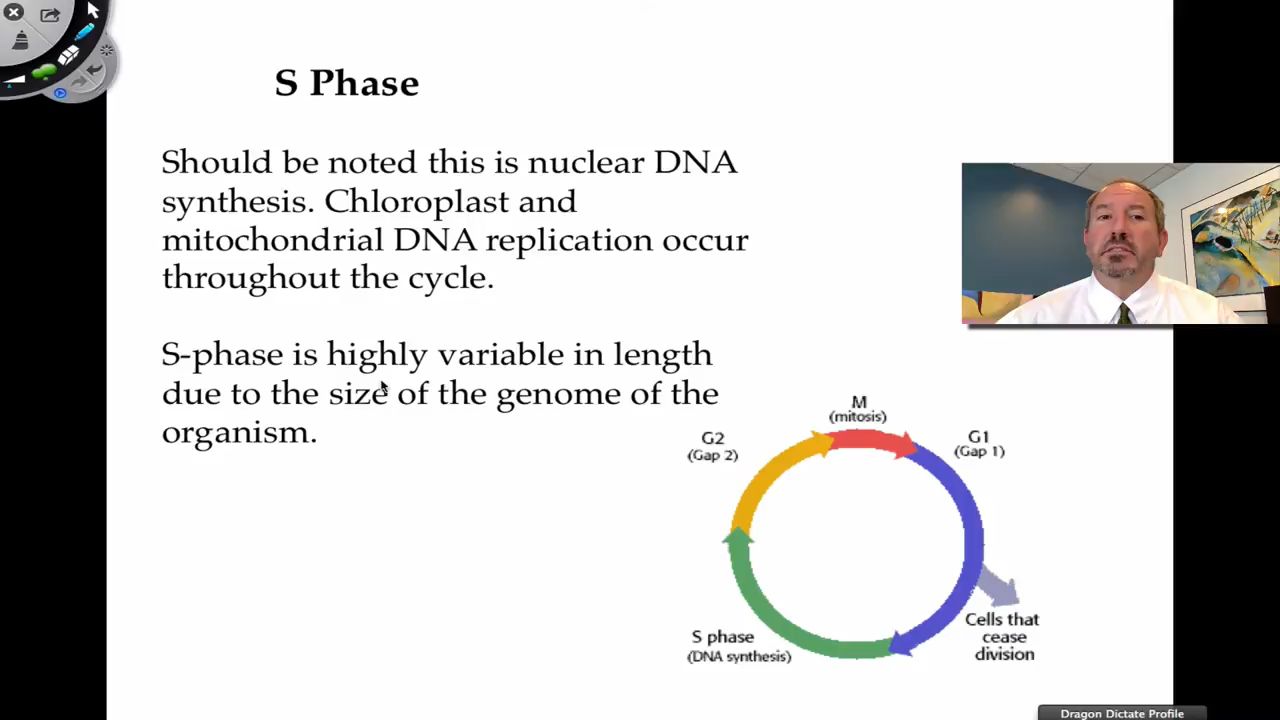 S Phase
Should be noted this is nuclear DNA
synthesis. Chloroplast and
mitochondrial DNA replication occur
throughout the cycle.
S-phase is highly variable in length
due to the size of the genome of the
organism.
M
(mitosis)
G2
(Gap 2)
G1
(Gap 1)
S phase
(DNA synthesis)
Cells that
cease
division
Dragon Dictate Profile